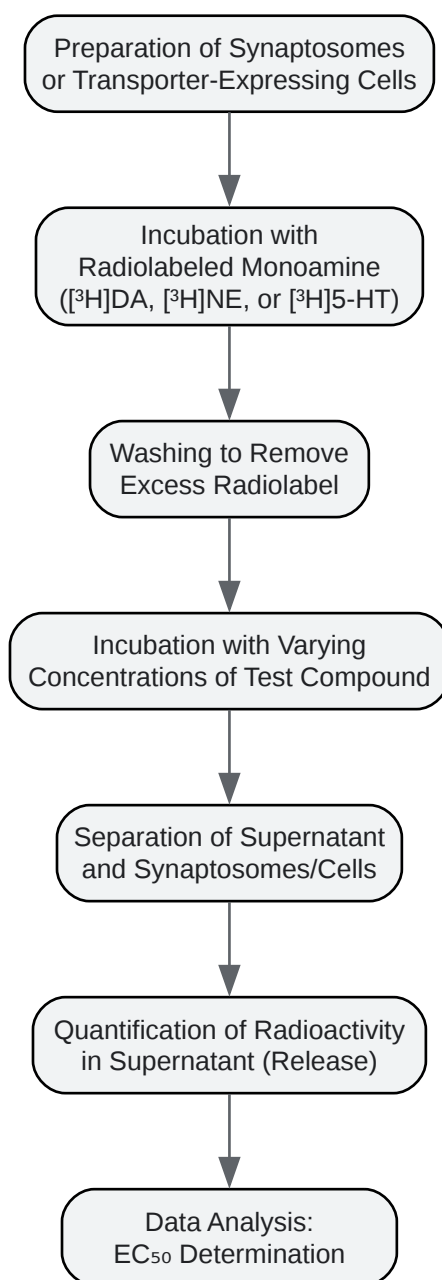 Preparation of Synaptosomes
or Transporter-Expressing Cells
Incubation with
Radiolabeled Monoamine
([³H]DA, [³H]NE, or [³H]5-HT)
Washing to Remove
Excess Radiolabel
Incubation with Varying
Concentrations of Test Compound
Separation of Supernatant
and Synaptosomes/Cells
Quantification of Radioactivity
in Supernatant (Release)
Data Analysis:
EC₅₀ Determination